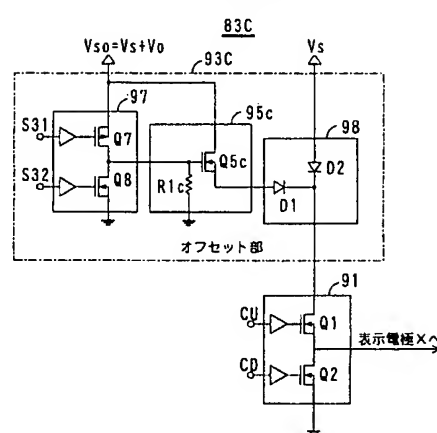 83C
Vso=Vs+Vo
Vs
93C
97
95c
98
S31
Q7
Q5c
D2
S32
Q8
R1c
D1
オフセット部
91
CU
Q1
表示電極Xへ
CD
Q2